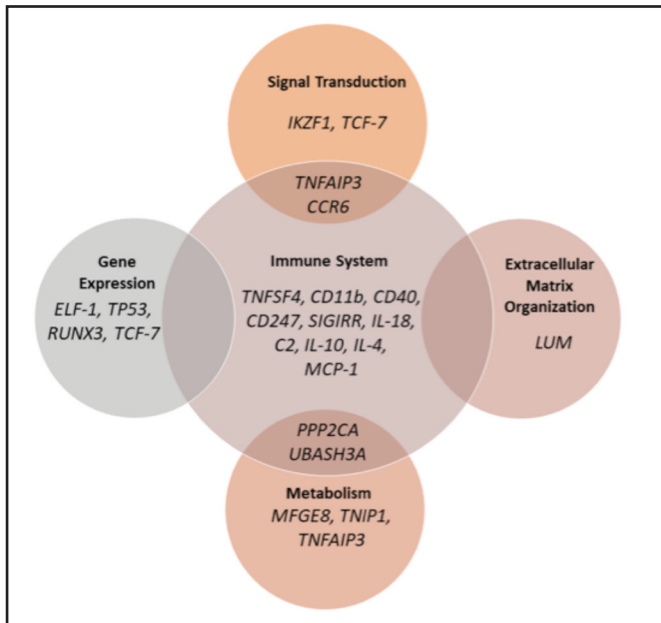 Signal Transduction
IKZF1, TCF-7
TNFAIP3
CCR6
Gene
Expression
ELF-1, TP53,
RUNX3, TCF-7
Immune System
TNFSF4, CD11b, CD40,
CD247, SIGIRR, IL-18,
C2, IL-10, IL-4,
MCP-1
Extracellular
Matrix
Organization
LUM
PPP2CA
UBASH3A
Metabolism
MFGE8, TNIP1,
TNFAIP3